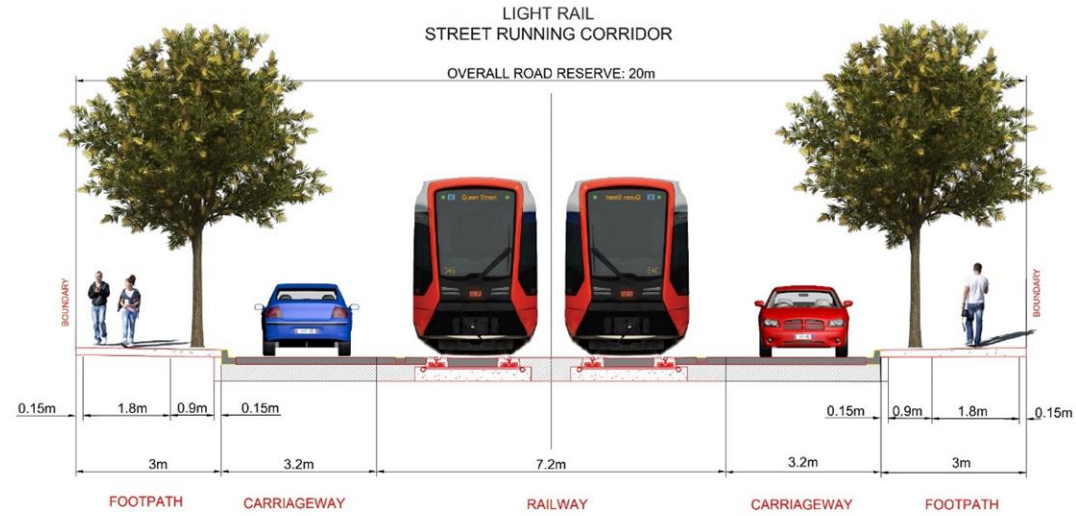 LIGHT RAIL
STREET RUNNING CORRIDOR
OVERALL ROAD RESERVE: 20m
Queen Street
Queen Street
345
BOUNDARY
BOUNDARY
0.15m
1.8m
0.9m
0.15m
0.15m
0.9m
1.8m
0.15m
3m
3.2m
7.2m
3.2m
3m
FOOTPATH
CARRIAGEWAY
RAILWAY
CARRIAGEWAY
FOOTPATH